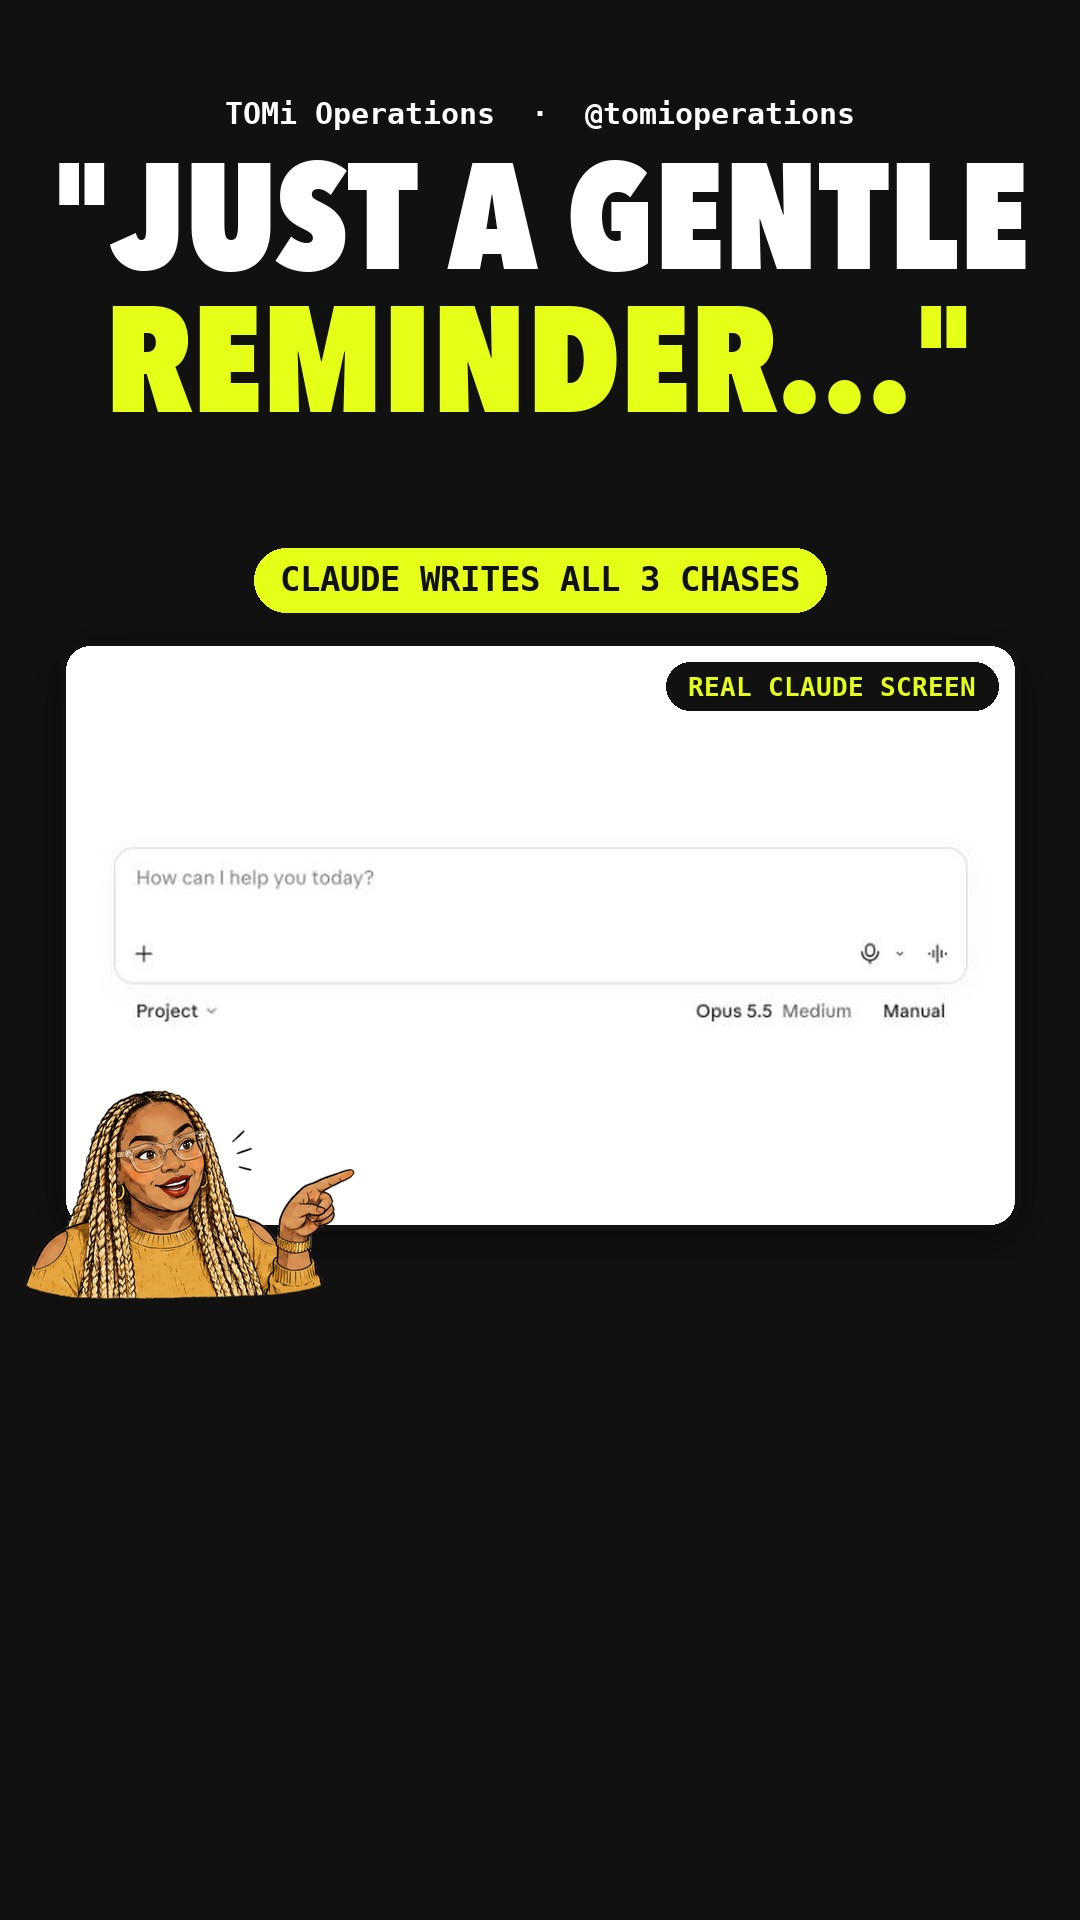 TOMi Operations · @tomioperations
"JUST A GENTLE
REMINDER..."
CLAUDE WRITES ALL 3 CHASES
REAL CLAUDE SCREEN
How can I help you today?
Project
Opus 5.5 Medium Manual